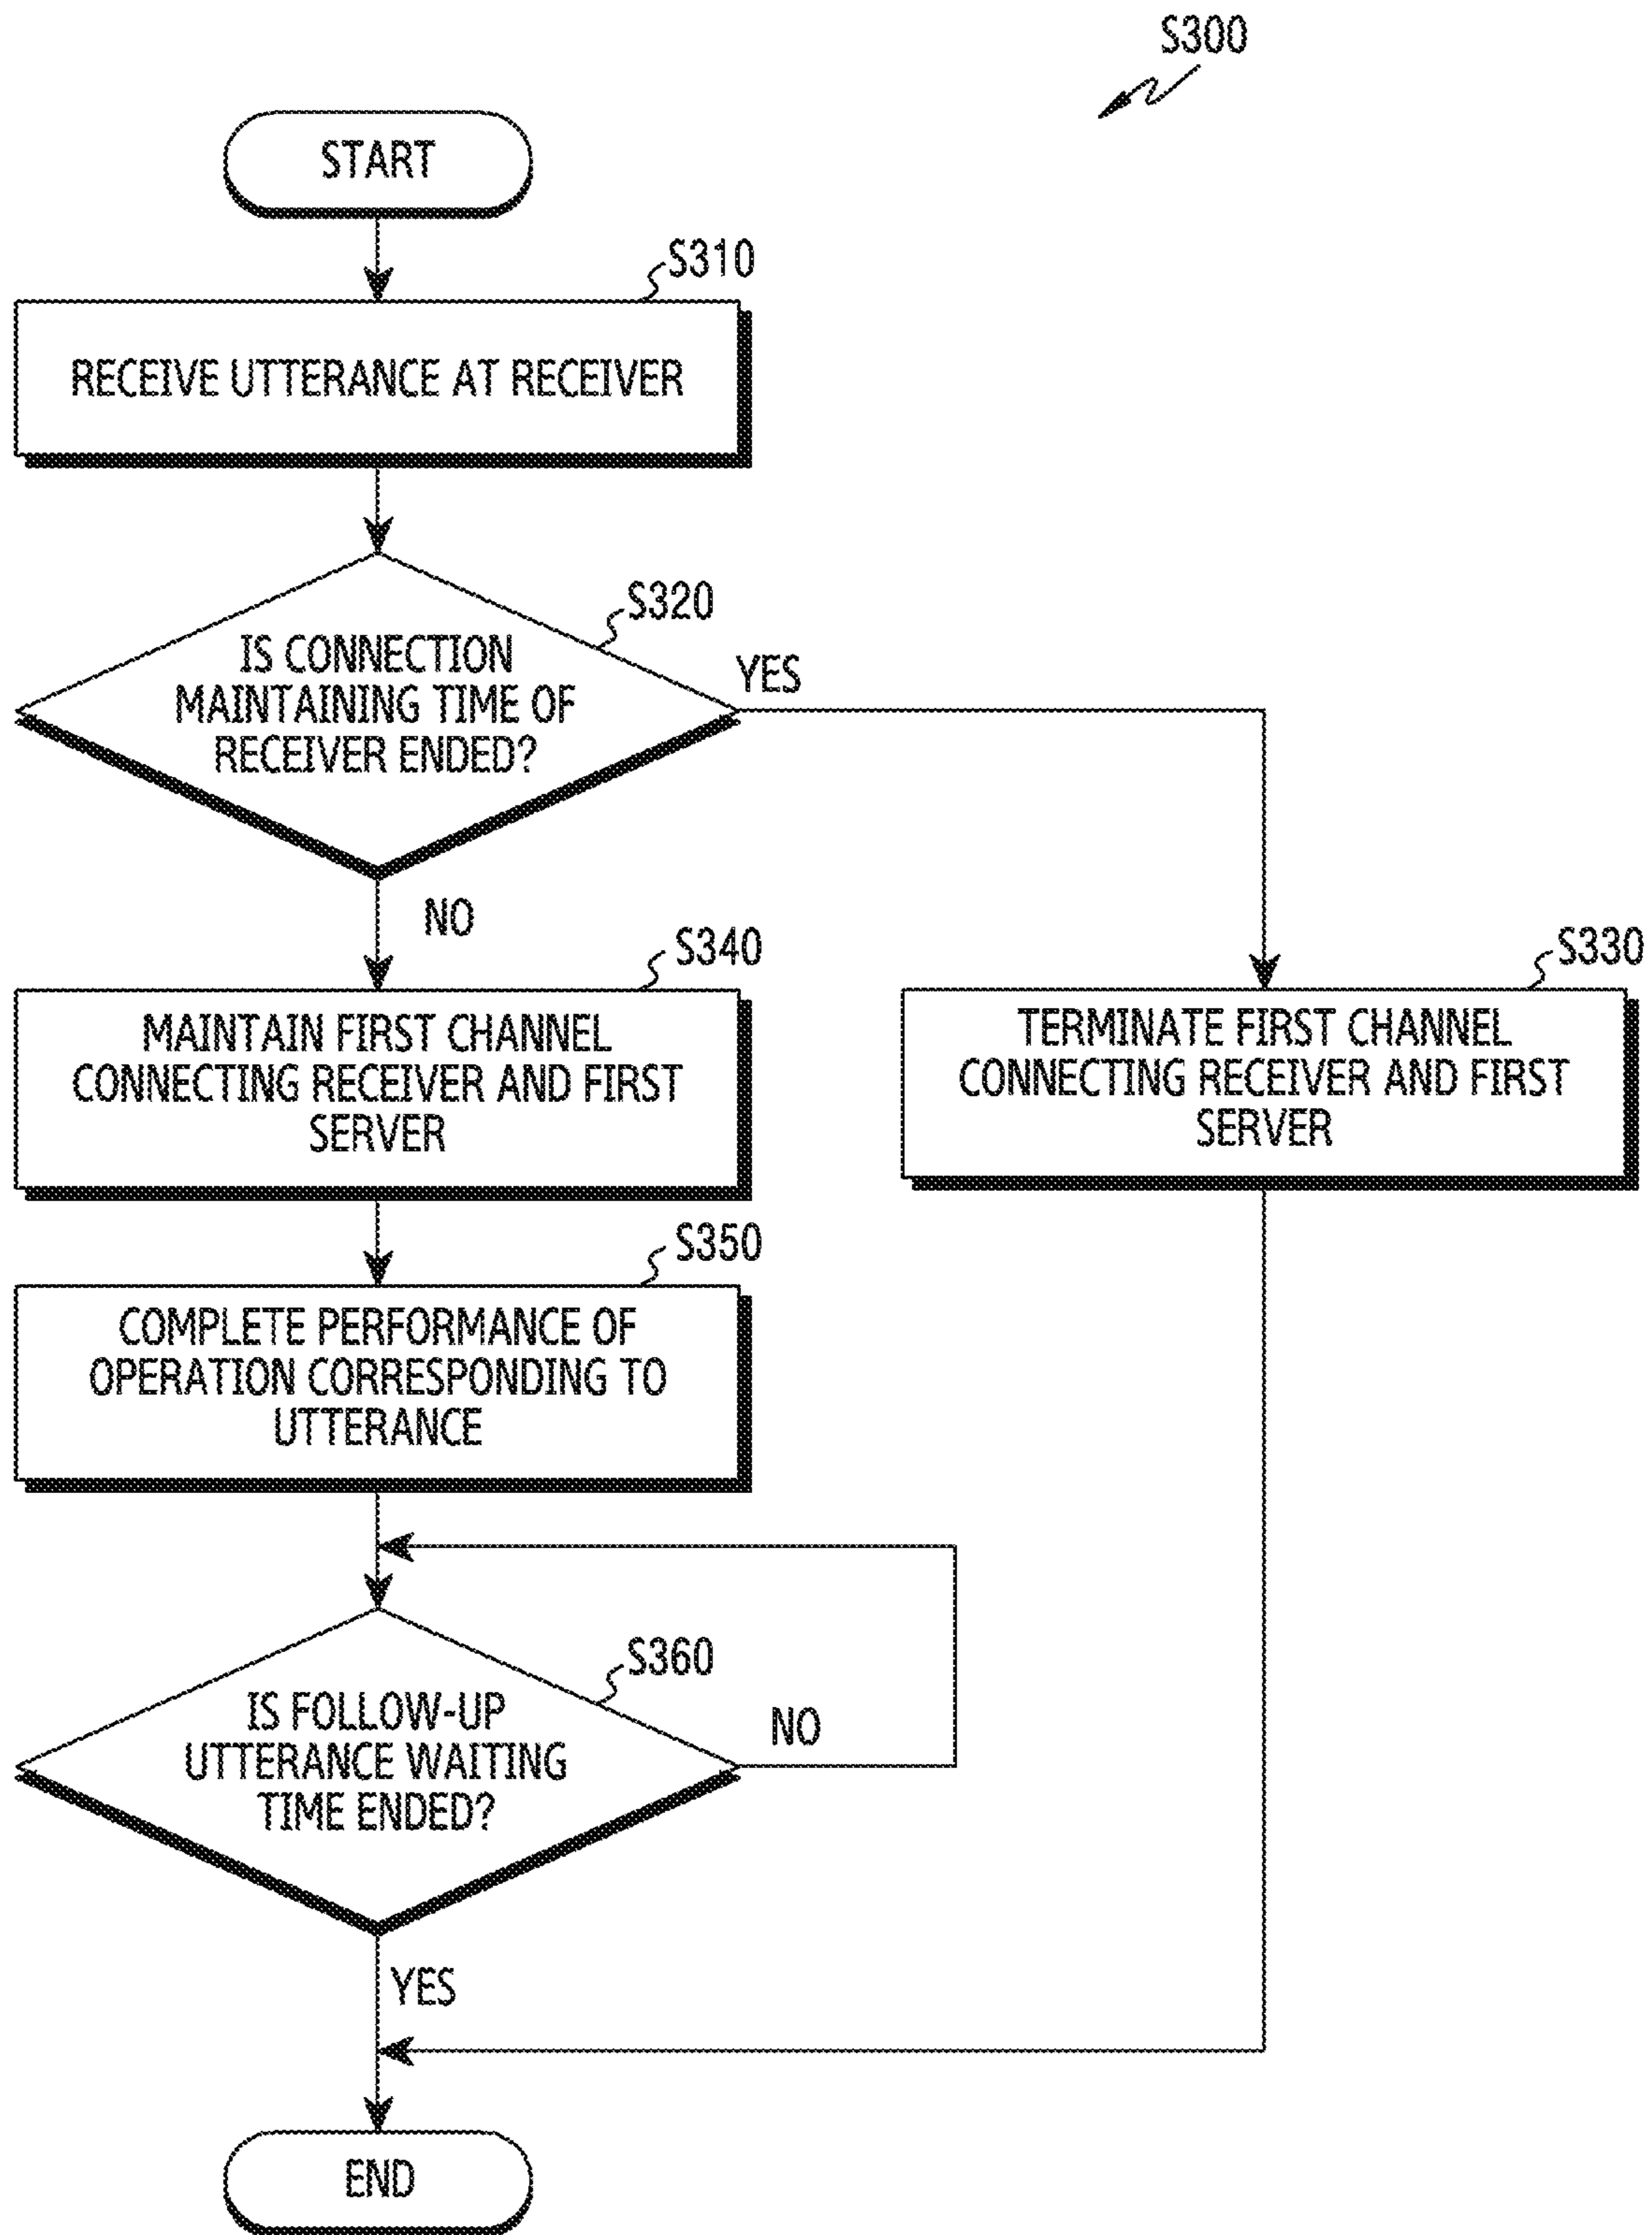 S300
START
S310
RECEIVE UTTERANCE AT RECEIVER
S320
IS CONNECTION
MAINTAINING TIME OF
RECEIVER ENDED?
YES
NO
S340
MAINTAIN FIRST CHANNEL
CONNECTING RECEIVER AND FIRST
SERVER
S330
TERMINATE FIRST CHANNEL
CONNECTING RECEIVER AND FIRST
SERVER
S350
COMPLETE PERFORMANCE OF
OPERATION CORRESPONDING TO
UTTERANCE
S360
IS FOLLOW-UP
UTTERANCE WAITING
TIME ENDED?
NO
YES
END